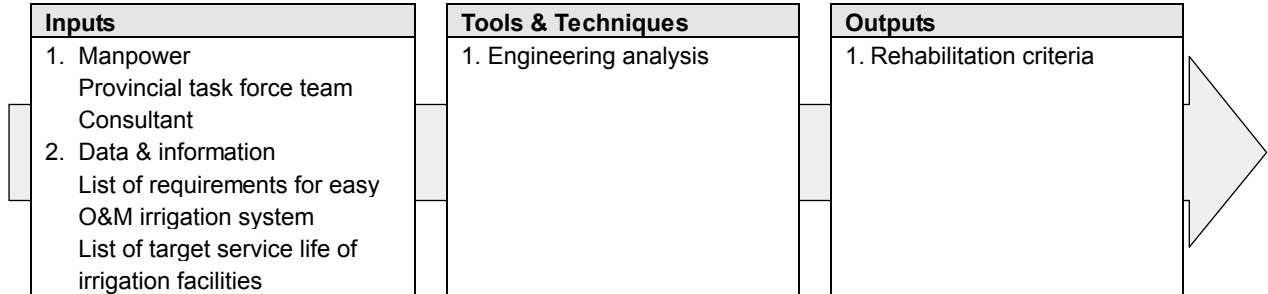 Inputs
1. Manpower
Provincial task force team
Consultant
2. Data & information
List of requirements for easy
O&M irrigation system
List of target service life of
irrigation facilities
Tools & Techniques
1. Engineering analysis
Outputs
1. Rehabilitation criteria